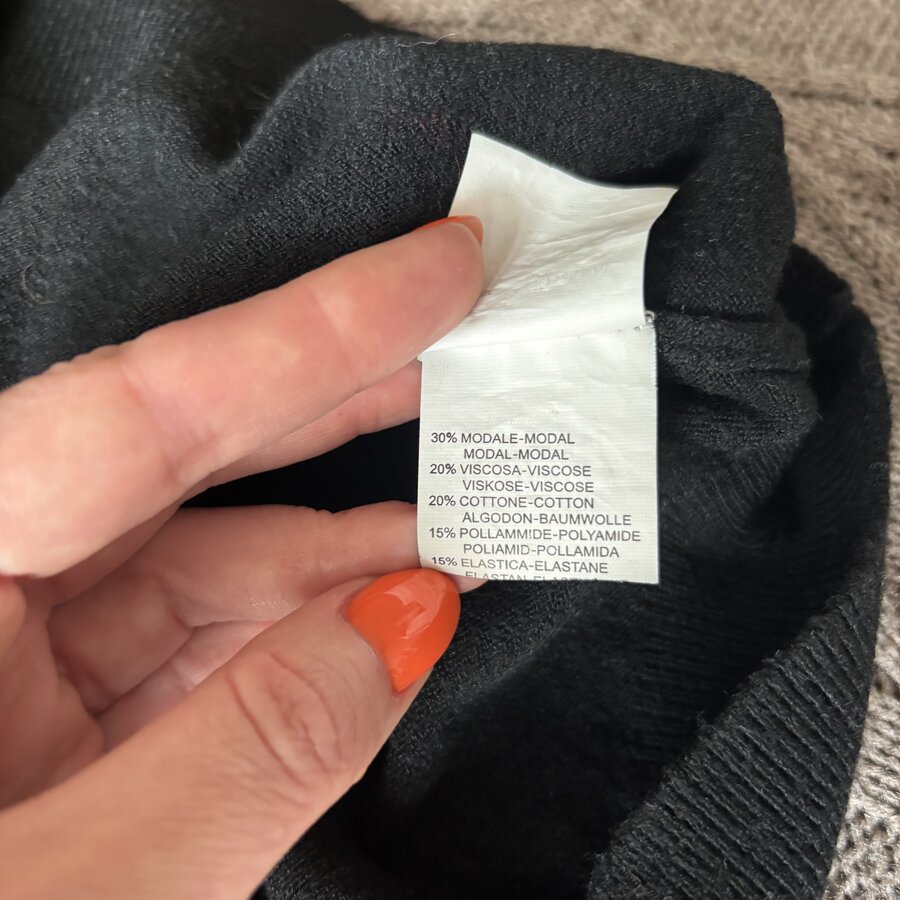 30% MODALE-MODAL
MODAL-MODAL
20% VISCOSA-VISCOSE
VISKOSE-VISCOSE
20% COTTONE-COTTON
ALGODON-BAUMWOLLE
15% POLLAMMIDE-POLYAMIDE
POLIAMID-POLLAMIDA
15% ELASTICA-ELASTANE